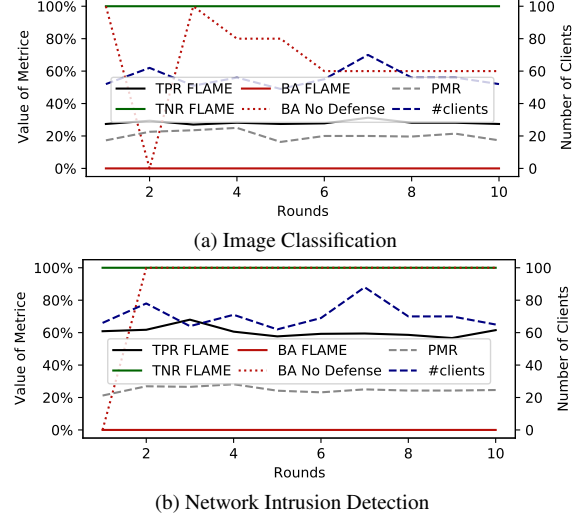 100%
80%
60%
40%
20%
0%
Value of Metrice
100
80
60
40
20
0
Number of Clients
TPR FLAME
BA FLAME
PMR
TNR FLAME
BA No Defense
#clients
2
4
6
8
10
Rounds
(a) Image Classification
100%
80%
60%
40%
20%
0%
Value of Metrice
100
80
60
40
20
0
Number of Clients
TPR FLAME
BA FLAME
PMR
TNR FLAME
BA No Defense
#clients
2
4
6
8
10
Rounds
(b) Network Intrusion Detection